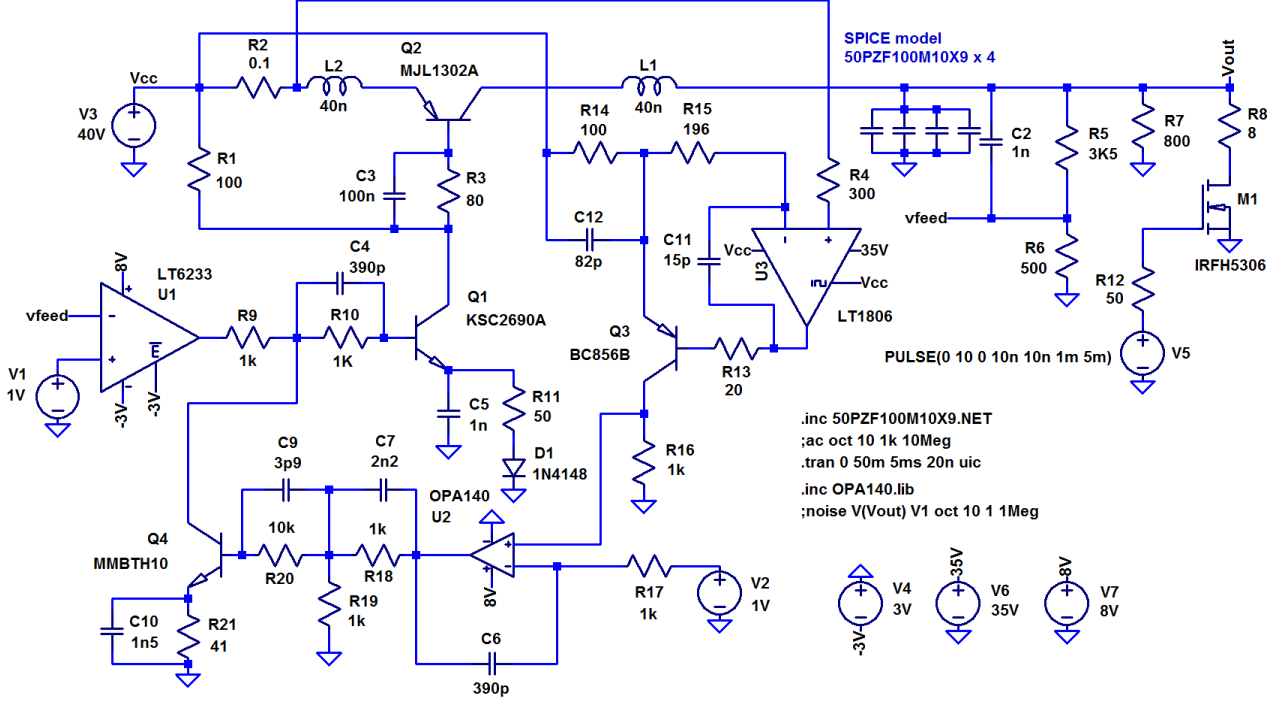 SPICE model
50PZF100M10X9 x 4
Vcc
R2
0.1
L2
40n
Q2
MJL1302A
L1
40n
Vout
V3
40V
R1
100
C3
100n
R3
80
R14
100
R15
196
R4
300
C2
1n
R5
3K5
R7
800
R8
8
M1
IRFH5306
vfeed
R6
500
R12
50
V5
PULSE(0 10 0 10n 10n 1m 5m)
C12
82p
C11
15p
Vcc
U3
35V
Vcc
LT1806
8V
LT6233
U1
vfeed
E
-3V
-3V
V1
1V
C4
390p
R9
1k
R10
1K
Q1
KSC2690A
Q3
BC856B
R13
20
C5
1n
R11
50
D1
1N4148
R16
1k
.inc 50PZF100M10X9.NET
;ac oct 10 1k 10Meg
.tran 0 50m 5ms 20n uic
.inc OPA140.lib
;noise V(Vout) V1 oct 10 1 1Meg
C9
3p9
C7
2n2
OPA140
U2
8V
10k
R20
1k
R18
R19
1k
Q4
MMBTH10
C10
1n5
R21
41
C6
390p
R17
1k
V2
1V
V4
3V
-3V
35V
V6
35V
8V
V7
8V